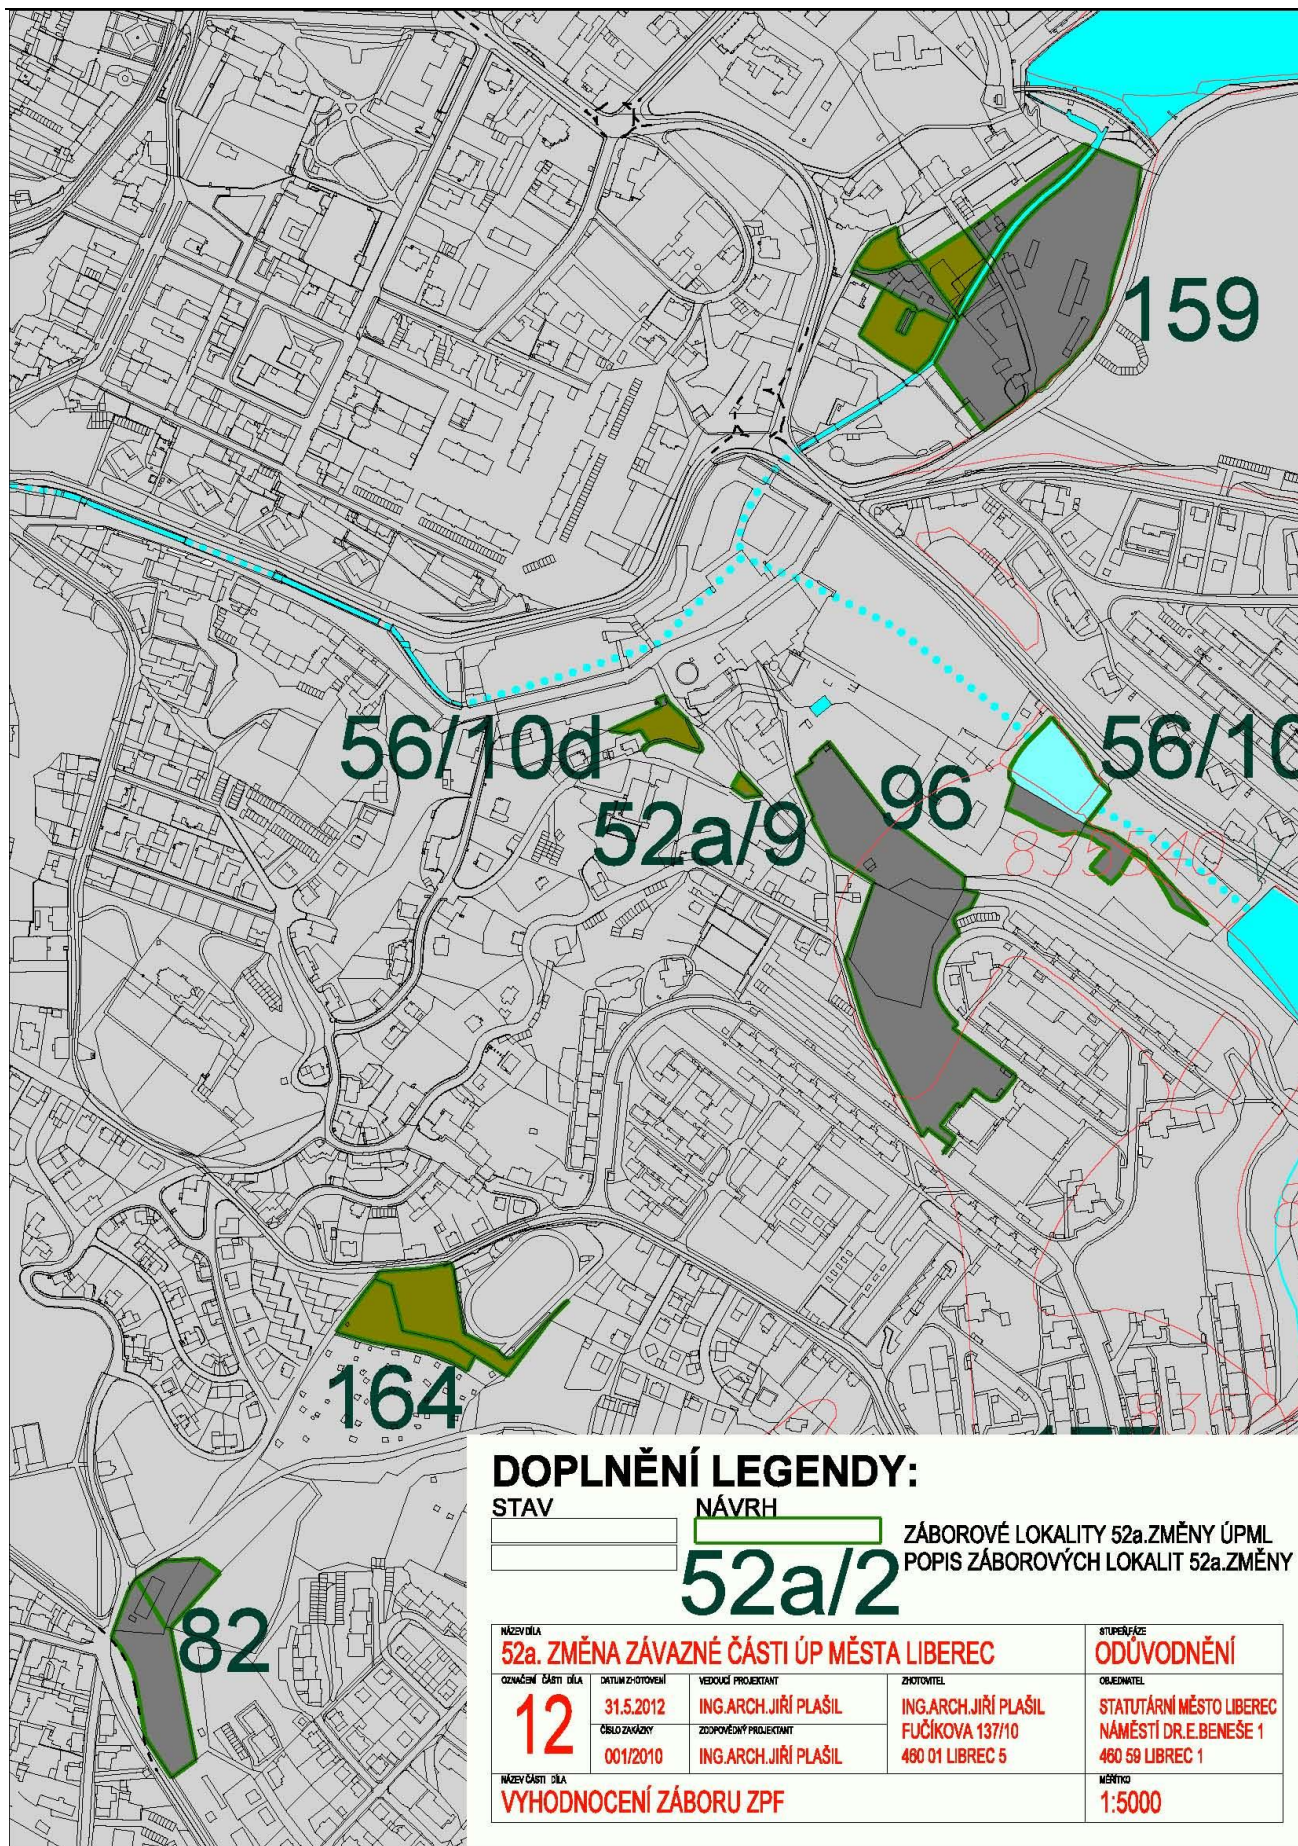 159
56/10d
56/10
96
52a/9
835540
164
82
DOPLNĚNÍ LEGENDY:
STAV NÁVRH
ZÁBOROVÉ LOKALITY 52a.ZMĚNY ÚPML
52a/2 POPIS ZÁBOROVÝCH LOKALIT 52a.ZMĚNY
NÁZEV DÍLA
52a. ZMĚNA ZÁVAZNÉ ČÁSTI ÚP MĚSTA LIBEREC
STUPEŇ/FÁZE
ODŮVODNĚNÍ
OZNAČENÍ ČÁSTI DÍLA
12
DATUM ZHOTOVENÍ
31.5.2012
ČÍSLO ZAKÁZKY
001/2010
VEDOUCÍ PROJEKTANT
ING.ARCH.JIŘÍ PLAŠIL
ZODPOVĚDNÝ PROJEKTANT
ING.ARCH.JIŘÍ PLAŠIL
ZHOTOVITEL
ING.ARCH.JIŘÍ PLAŠIL
FUČÍKOVA 137/10
460 01 LIBREC 5
OBJEDNATEL
STATUTÁRNÍ MĚSTO LIBEREC
NÁMĚSTÍ DR.E.BENEŠE 1
460 59 LIBREC 1
NÁZEV ČÁSTI DÍLA
VYHODNOCENÍ ZÁBORU ZPF
MĚŘÍTKO
1:5000